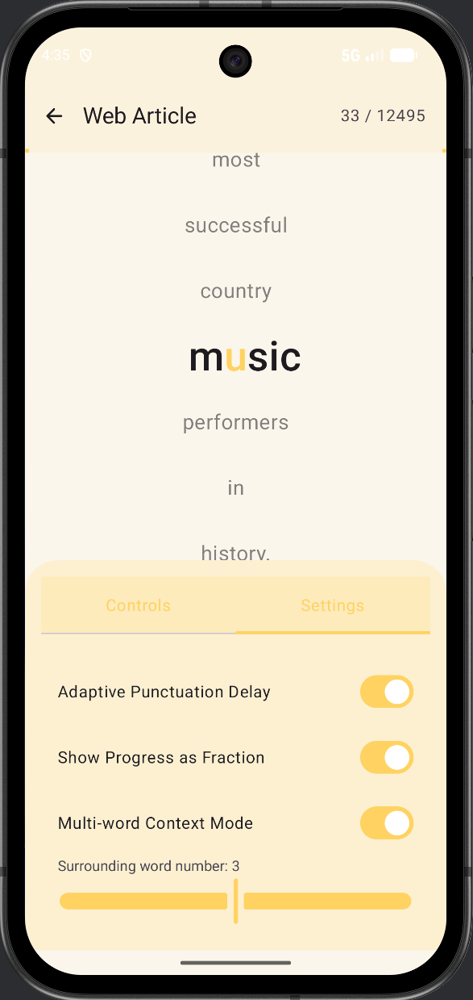 4:35 5G
Web Article 33 / 12495
most
successful
country
music
performers
in
history.
Controls Settings
Adaptive Punctuation Delay
Show Progress as Fraction
Multi-word Context Mode
Surrounding word number: 3